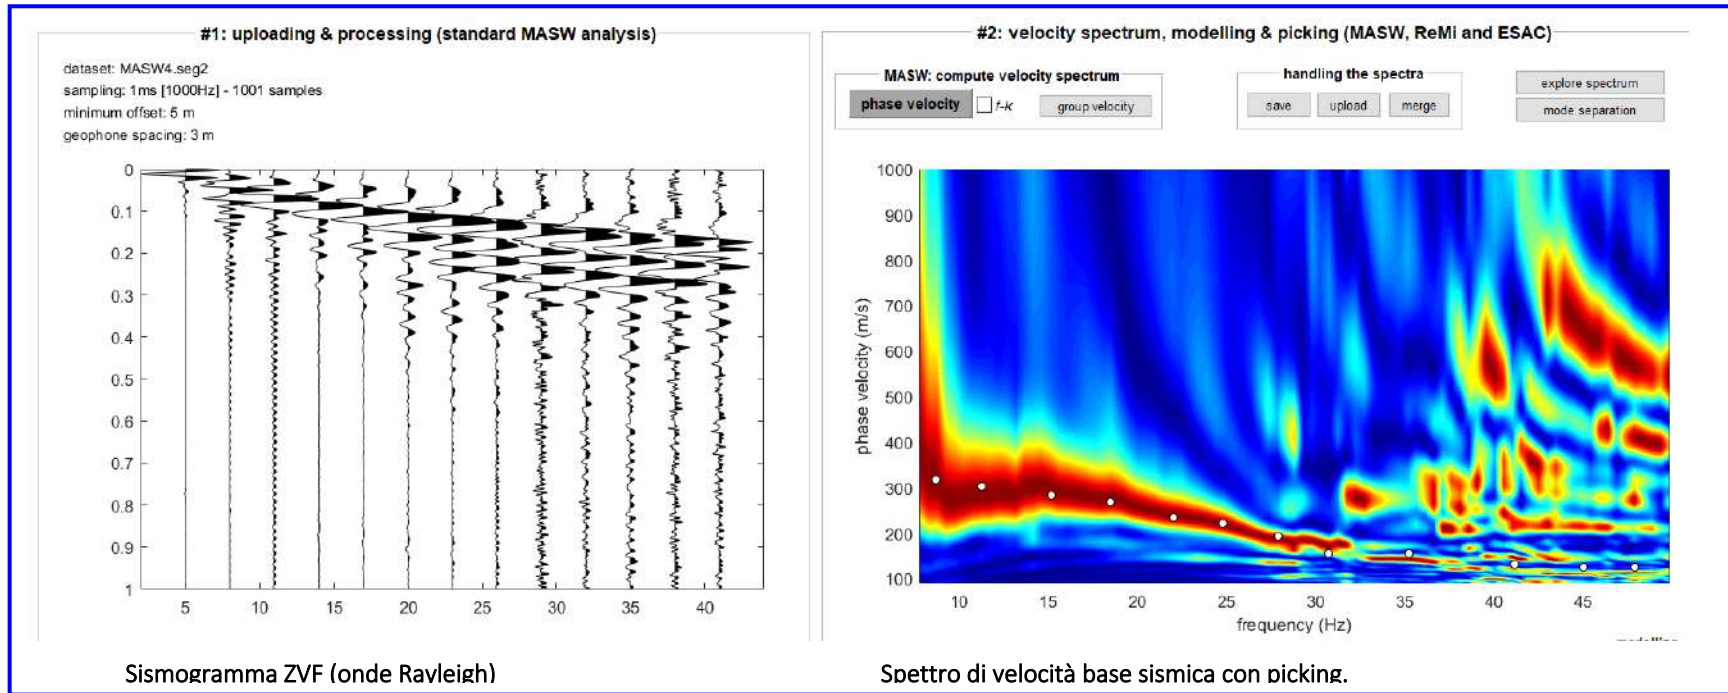 #1: uploading & processing (standard MASW analysis)
dataset: MASW4.seg2
sampling: 1ms [1000Hz] - 1001 samples
minimum offset: 5 m
geophone spacing: 3 m
0
0.1
0.2
0.3
0.4
0.5
0.6
0.7
0.8
0.9
1
5 10 15 20 25 30 35 40
Sismogramma ZVF (onde Rayleigh)
#2: velocity spectrum, modelling & picking (MASW, ReMi and ESAC)
MASW: compute velocity spectrum
phase velocity f-k group velocity
handling the spectra
save upload merge
explore spectrum
mode separation
phase velocity (m/s)
1000
900
800
700
600
500
400
300
200
100
10 15 20 25 30 35 40 45
frequency (Hz)
modelling
Spettro di velocità base sismica con picking.